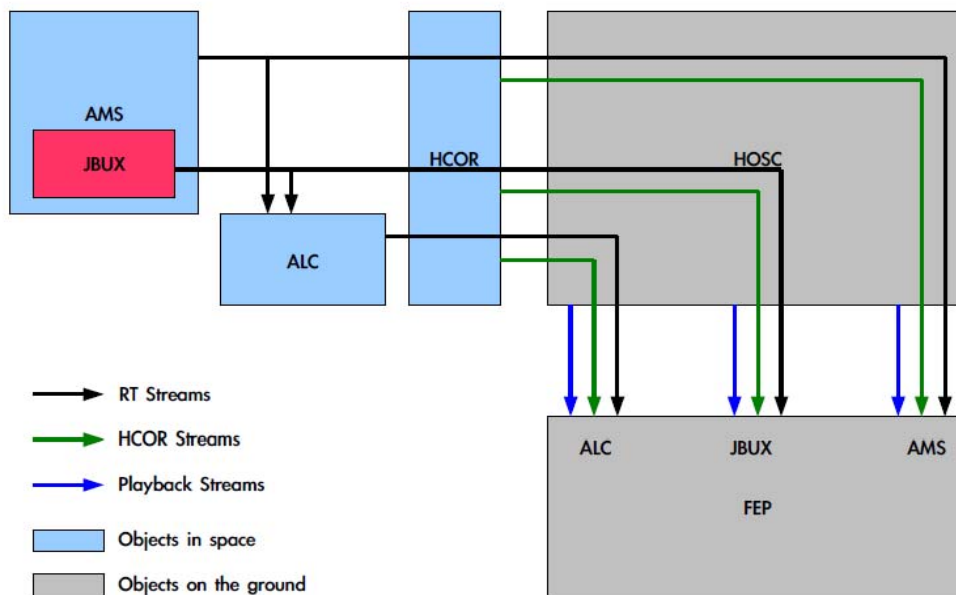 AMS
JBUX
HCOR
HOSC
ALC
RT Streams
HCOR Streams
Playback Streams
Objects in space
Objects on the ground
ALC
JBUX
AMS
FEP